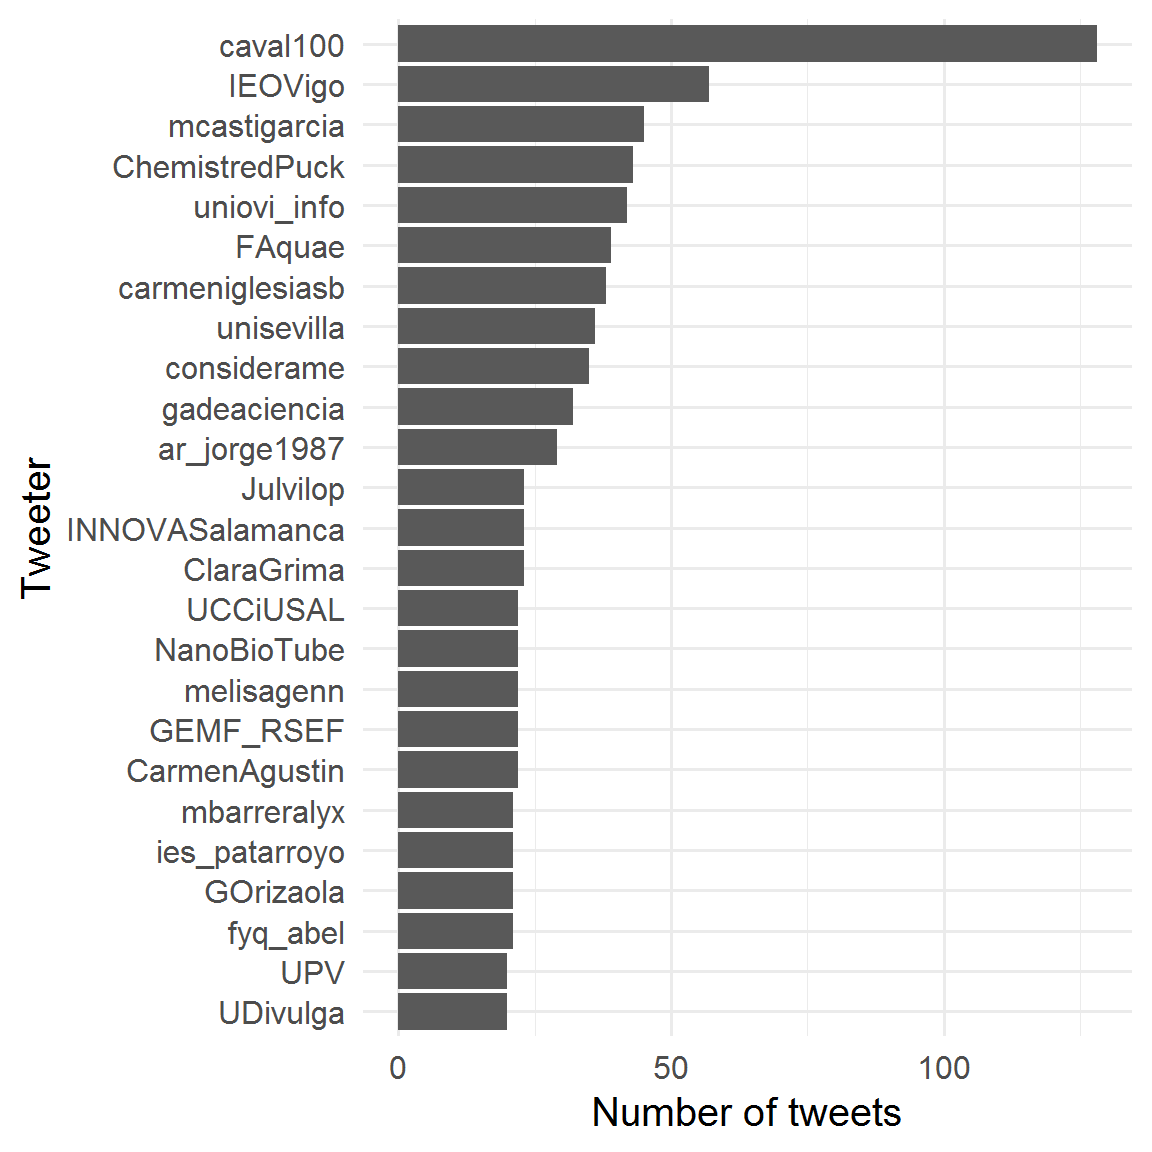 caval100
IEOVigo
mcastigarcia
ChemistredPuck
uniovi_info
FAquae
carmeniglesiasb
unisevilla
considerame
gadeaciencia
ar_jorge1987
Julvilop
INNOVASalamanca
ClaraGrima
UCCiUSAL
NanoBioTube
melisagenn
GEMF_RSEF
CarmenAgustin
mbarreralyx
ies_patarroyo
GOrizaola
fyq_abel
UPV
UDivulga
Tweeter
0 50 100
Number of tweets